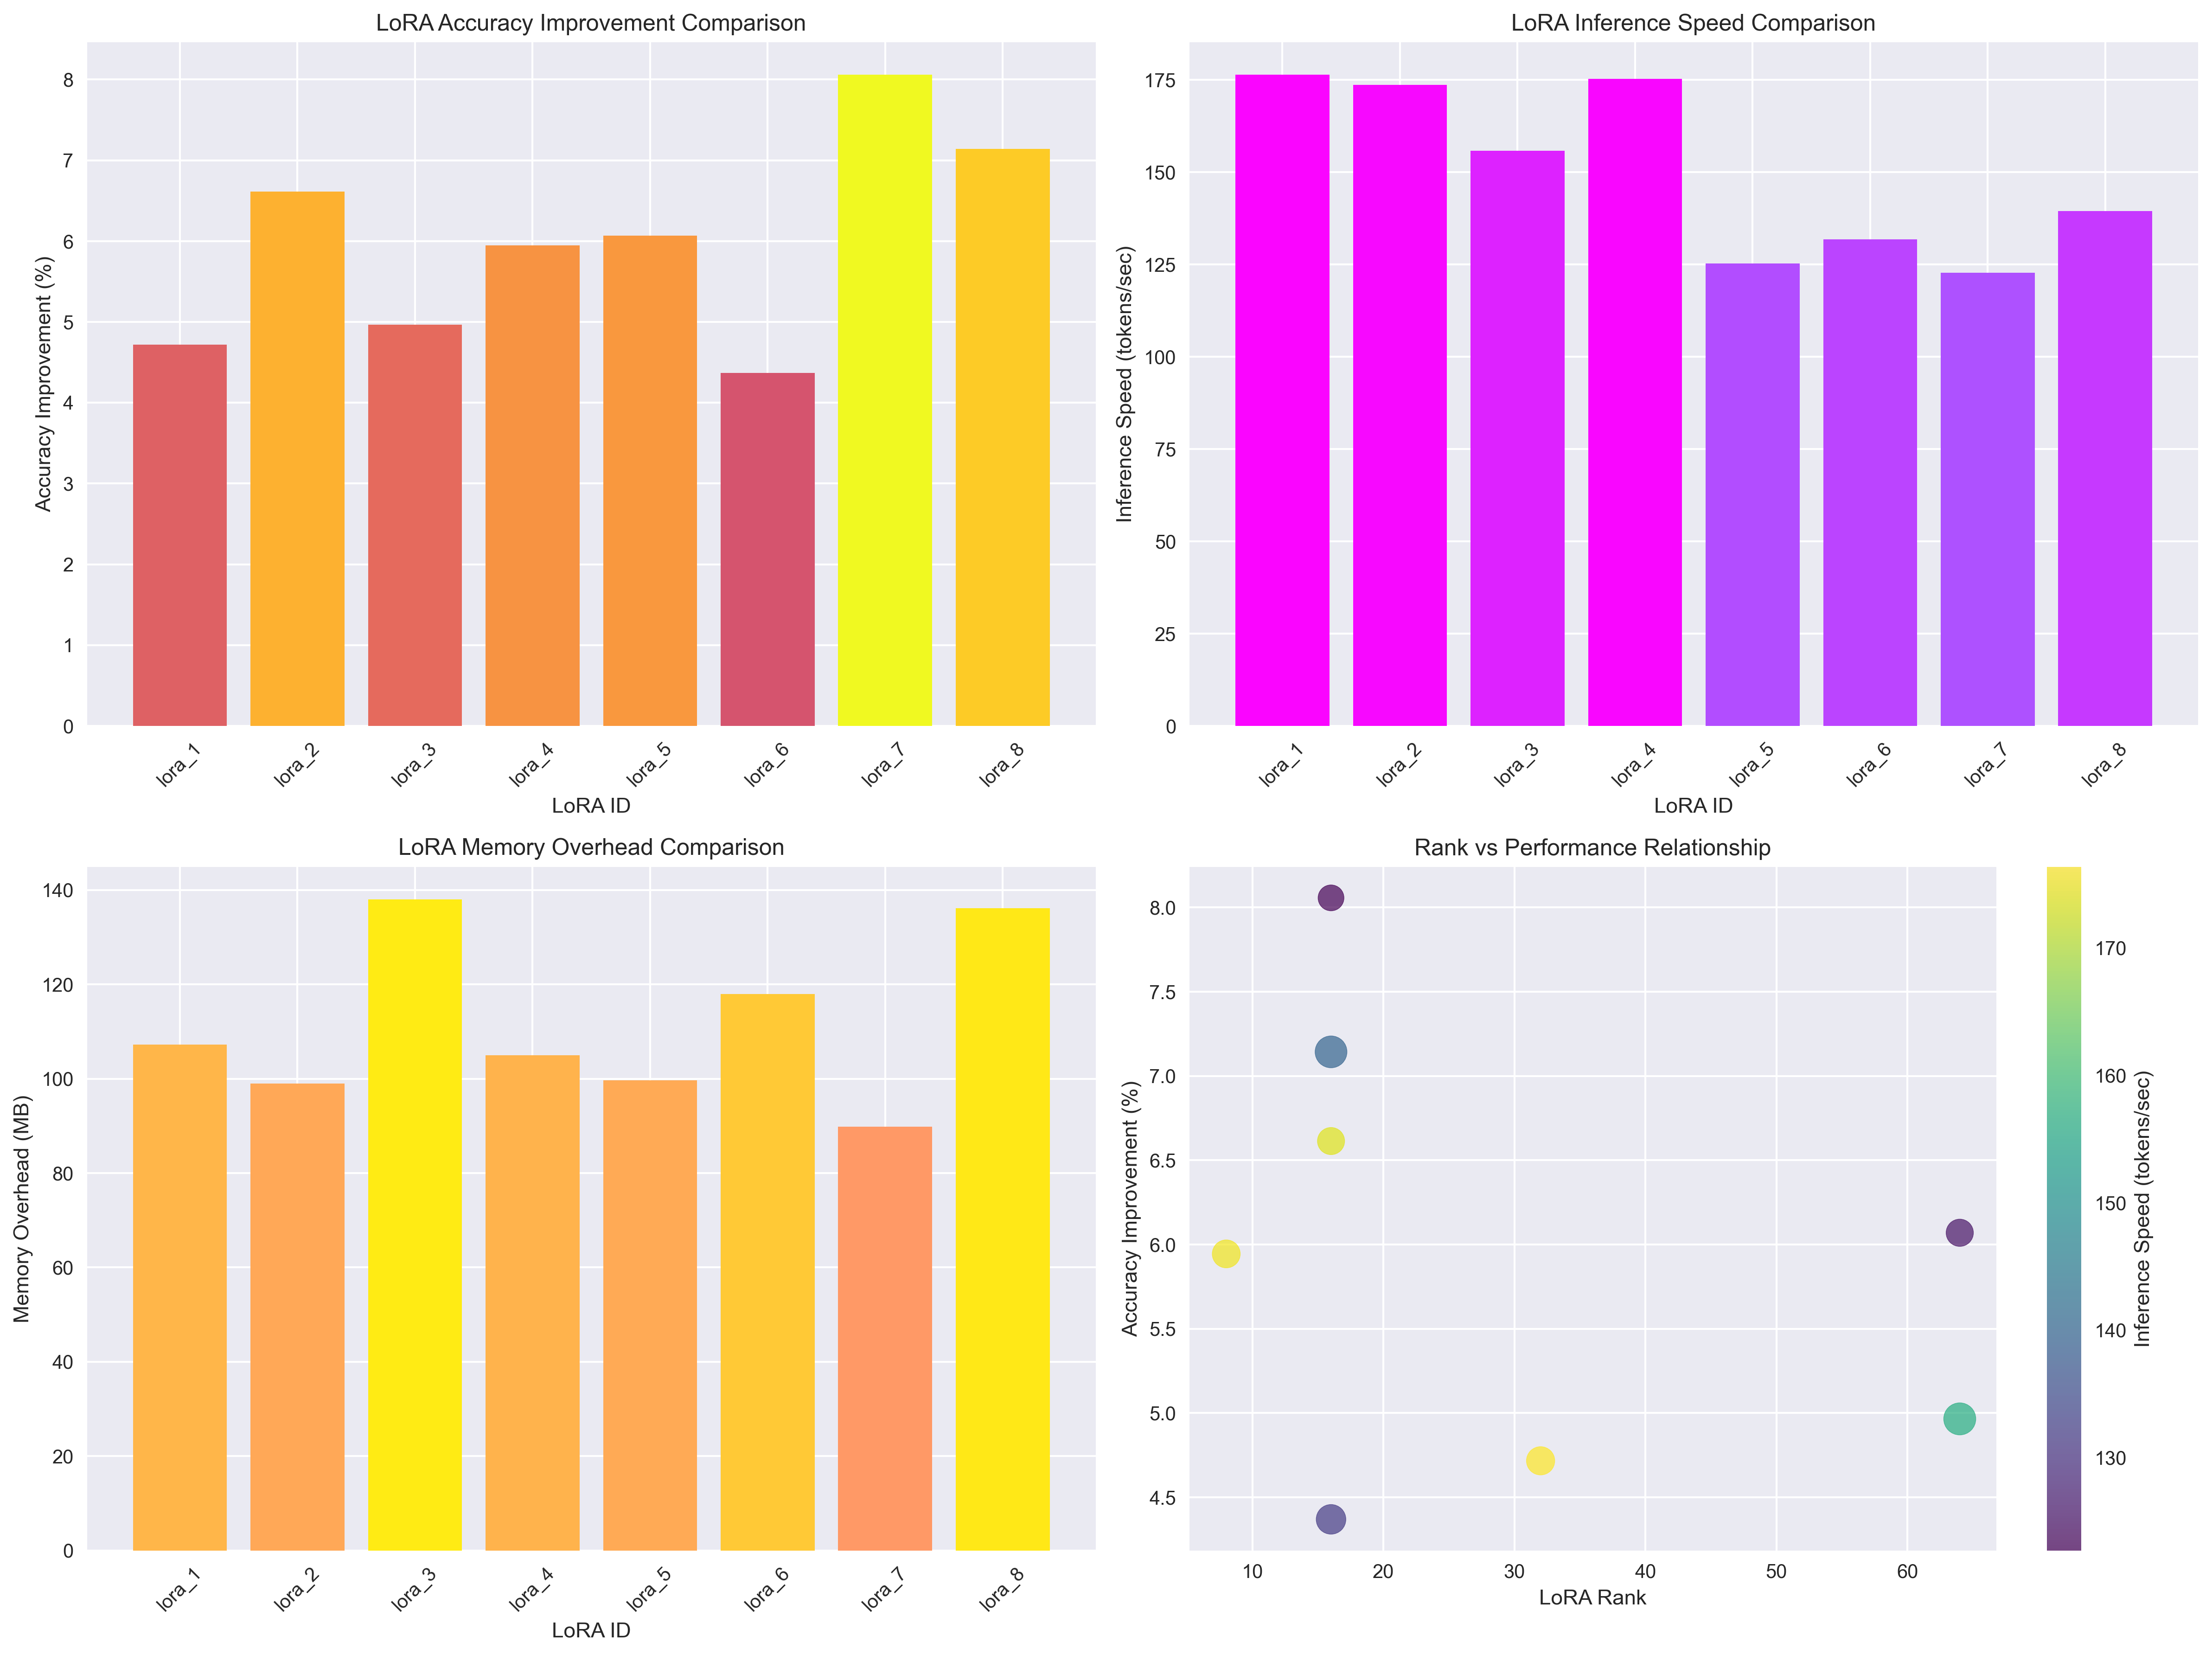 LoRA Accuracy Improvement Comparison
Accuracy Improvement (%)
8
7
6
5
4
3
2
1
0
lora_1 lora_2 lora_3 lora_4 lora_5 lora_6 lora_7 lora_8
LoRA ID
LoRA Inference Speed Comparison
Inference Speed (tokens/sec)
175
150
125
100
75
50
25
0
lora_1 lora_2 lora_3 lora_4 lora_5 lora_6 lora_7 lora_8
LoRA ID
LoRA Memory Overhead Comparison
Memory Overhead (MB)
140
120
100
80
60
40
20
0
lora_1 lora_2 lora_3 lora_4 lora_5 lora_6 lora_7 lora_8
LoRA ID
Rank vs Performance Relationship
Accuracy Improvement (%)
8.0
7.5
7.0
6.5
6.0
5.5
5.0
4.5
10 20 30 40 50 60
LoRA Rank
170
160
150
140
130
Inference Speed (tokens/sec)